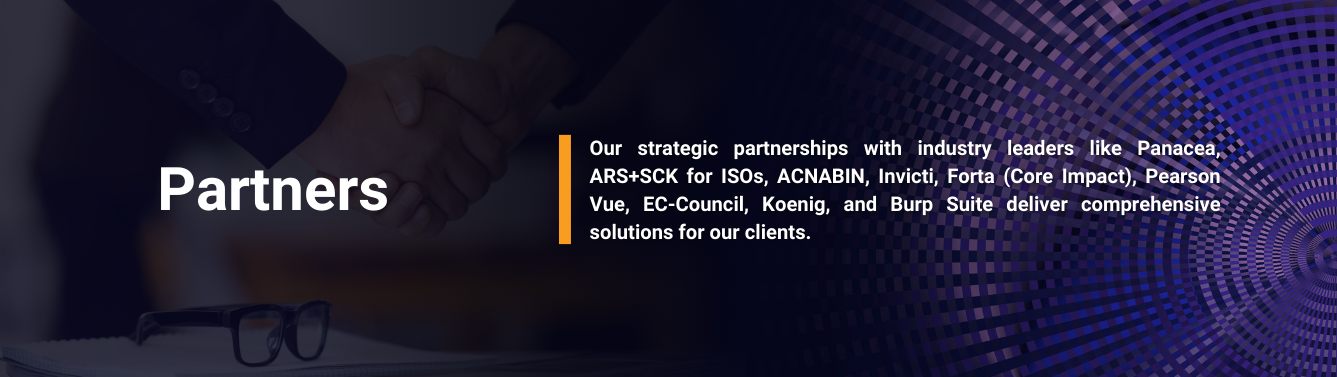 Partners
Our strategic partnerships with industry leaders like Panacea,
ARS+SCK for ISOs, ACNABIN, Invicti, Forta (Core Impact), Pearson
Vue, EC-Council, Koenig, and Burp Suite deliver comprehensive
solutions for our clients.